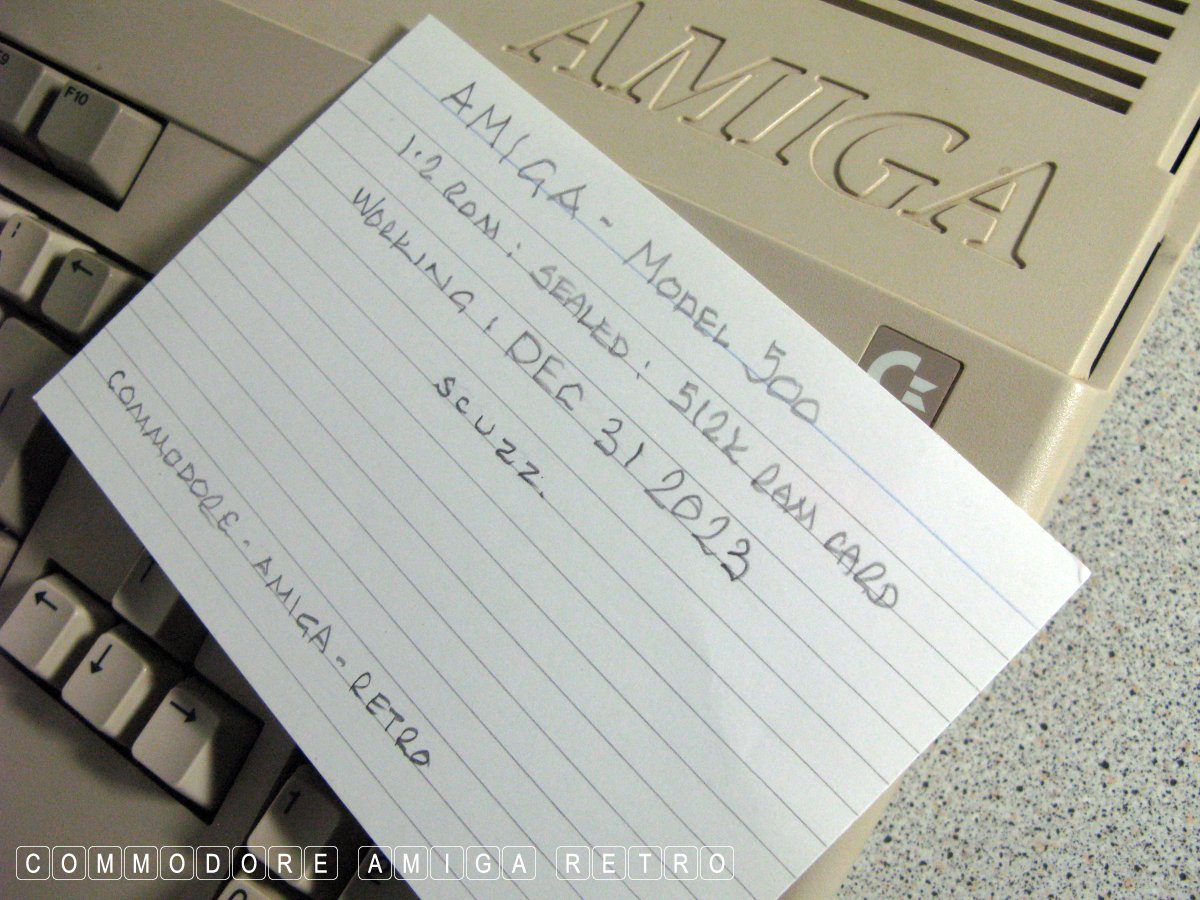 F9
F10
AMIGA
AMIGA - MODEL 500
1.2 ROM : SEALED : 512K RAM CARD
WORKING : DEC 31 2023
SCUZZ.
COMMODORE - AMIGA - RETRO
COMMODORE AMIGA RETRO